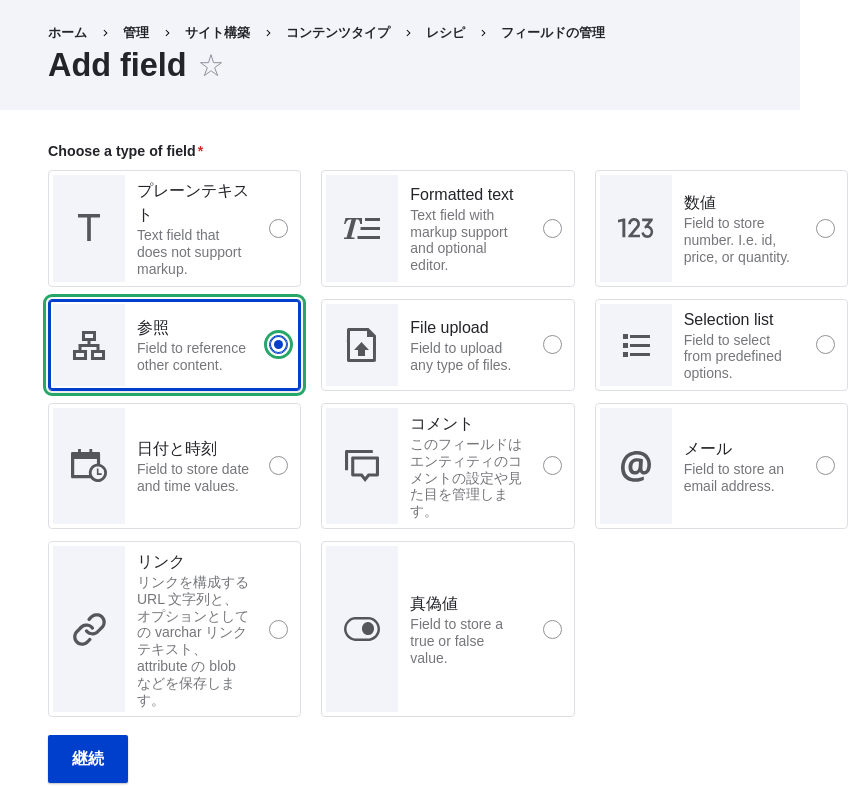 ホーム › 管理 › サイト構築 › コンテンツタイプ › レシピ › フィールドの管理
Add field
Choose a type of field*
プレーンテキス
ト
Text field that
does not support
markup.
Formatted text
Text field with
markup support
and optional
editor.
123
数値
Field to store
number. I.e. id,
price, or quantity.
参照
Field to reference
other content.
File upload
Field to upload
any type of files.
Selection list
Field to select
from predefined
options.
日付と時刻
Field to store date
and time values.
コメント
このフィールドは
エンティティのコ
メントの設定や見
た目を管理しま
す。
@
メール
Field to store an
email address.
リンク
リンクを構成する
URL 文字列と、
オプションとして
の varchar リンク
テキスト、
attribute の blob
などを保存しま
す。
真偽値
Field to store a
true or false
value.
継続